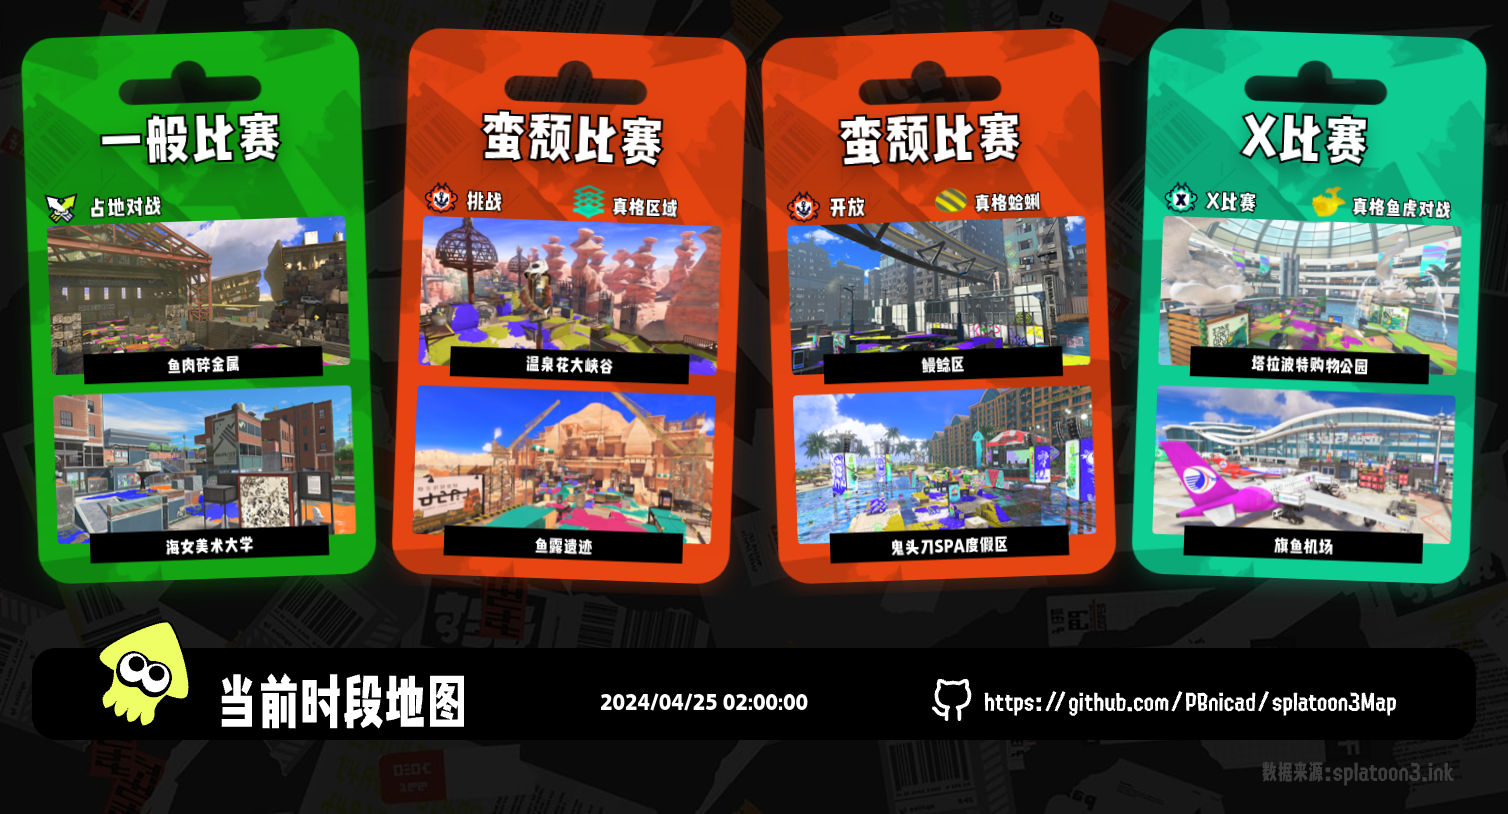 一般比赛
占地对战
鱼肉碎金属
海女美术大学
蛮颓比赛
挑战
真格区域
温泉花大峡谷
鱼露遗迹
蛮颓比赛
开放
真格蛤蜊
鳗鲶区
鬼头刀SPA度假区
X比赛
X比赛
真格鱼虎对战
塔拉波特购物公园
旗鱼机场
当前时段地图
2024/04/25 02:00:00
https://github.com/PBnicad/splatoon3Map
数据来源:splatoon3.ink